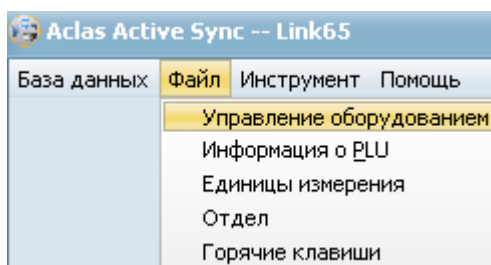 Aclas Active Sync -- Link65
База данных Файл Инструмент Помощь
Управление оборудованием
Информация о PLU
Единицы измерения
Отдел
Горячие клавиши